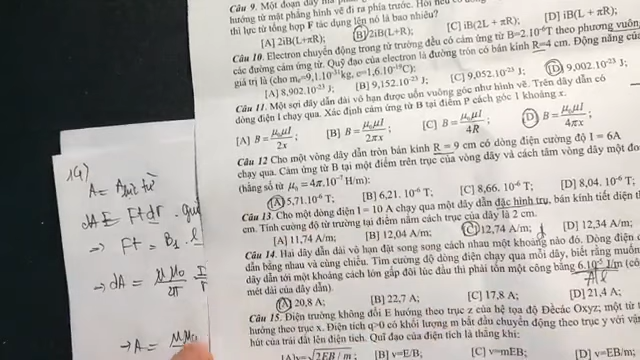 Câu 9. Một đoạn dây
hướng từ mặt phẳng hình vẽ đi ra phía trước. Hỏi nếu có dòng
thì lực từ tổng hợp F tác dụng lên nó là bao nhiêu?
[A] 2iB(L+πR); [B] 2iB(L+R); [C] iB(2L + πR); [D] iB(L + πR);
Câu 10. Electron chuyển động trong từ trường đều có cảm ứng từ B=2.10⁻⁶T theo phương vuông
các đường cảm ứng từ. Quỹ đạo của electron là đường tròn có bán kính R=4 cm. Động năng của
giá trị là (cho mₑ=9,1.10⁻³¹kg, e=1,6.10⁻¹⁹C):
[A] 8,902.10⁻²³ J; [B] 9,152.10⁻²³ J; [C] 9,052.10⁻²³ J; [D] 9,002.10⁻²³ J;
Câu 11. Một sợi dây dẫn dài vô hạn được uốn vuông góc như hình vẽ. Trên dây dẫn có
dòng điện I chạy qua. Xác định cảm ứng từ B tại điểm P cách góc 1 khoảng x.
[A] B = μ₀μI/2x ; [B] B = μ₀μI/2πx ; [C] B = μ₀μI/4R ; [D] B = μ₀μI/4πx ;
Câu 12 Cho một vòng dây dẫn tròn bán kính R = 9 cm có dòng điện cường độ I = 6A
chạy qua. Cảm ứng từ B tại một điểm trên trục của vòng dây và cách tâm vòng dây một đoạn
(hằng số từ μ₀ = 4π.10⁻⁷ H/m):
[A] 5,71.10⁻⁶ T; [B] 6,21. 10⁻⁶ T; [C] 8,66. 10⁻⁶ T; [D] 8,04. 10⁻⁶ T;
Câu 13. Cho một dòng điện I = 10 A chạy qua một dây dẫn đặc hình trụ, bán kính tiết diện
cm. Tính cường độ từ trường tại điểm nằm cách trục của dây là 2 cm.
[A] 11,74 A/m; [B] 12,04 A/m; [C] 12,74 A/m; [D] 12,34 A/m;
Câu 14. Hai dây dẫn dài vô hạn đặt song song cách nhau một khoảng nào đó. Dòng điện
dẫn bằng nhau và cùng chiều. Tìm cường độ dòng điện chạy qua mỗi dây, biết rằng muốn
dây dẫn tới một khoảng cách lớn gấp đôi lúc đầu thì phải tốn một công bằng 6.10⁻⁵ J/m
mét dài của dây dẫn).
[A] 20,8 A; [B] 22,7 A; [C] 17,8 A; [D] 21,4 A;
Câu 15. Điện trường không đổi E hướng theo trục z của hệ tọa độ Đềcác Oxyz; một từ
hướng theo trục x. Điện tích q>0 có khối lượng m bắt đầu chuyển động theo trục y với vận
hút của trái đất lên điện tích. Quĩ đạo của điện tích là thẳng khi:
[A] v=√2EB/m ; [B] v=E/B; [C] v=mEB; [D] v=
14)
A =
dA = Ft dr .
⇒ Ft = B₁ . l
→ dA = μμ₀/2π
→ A =